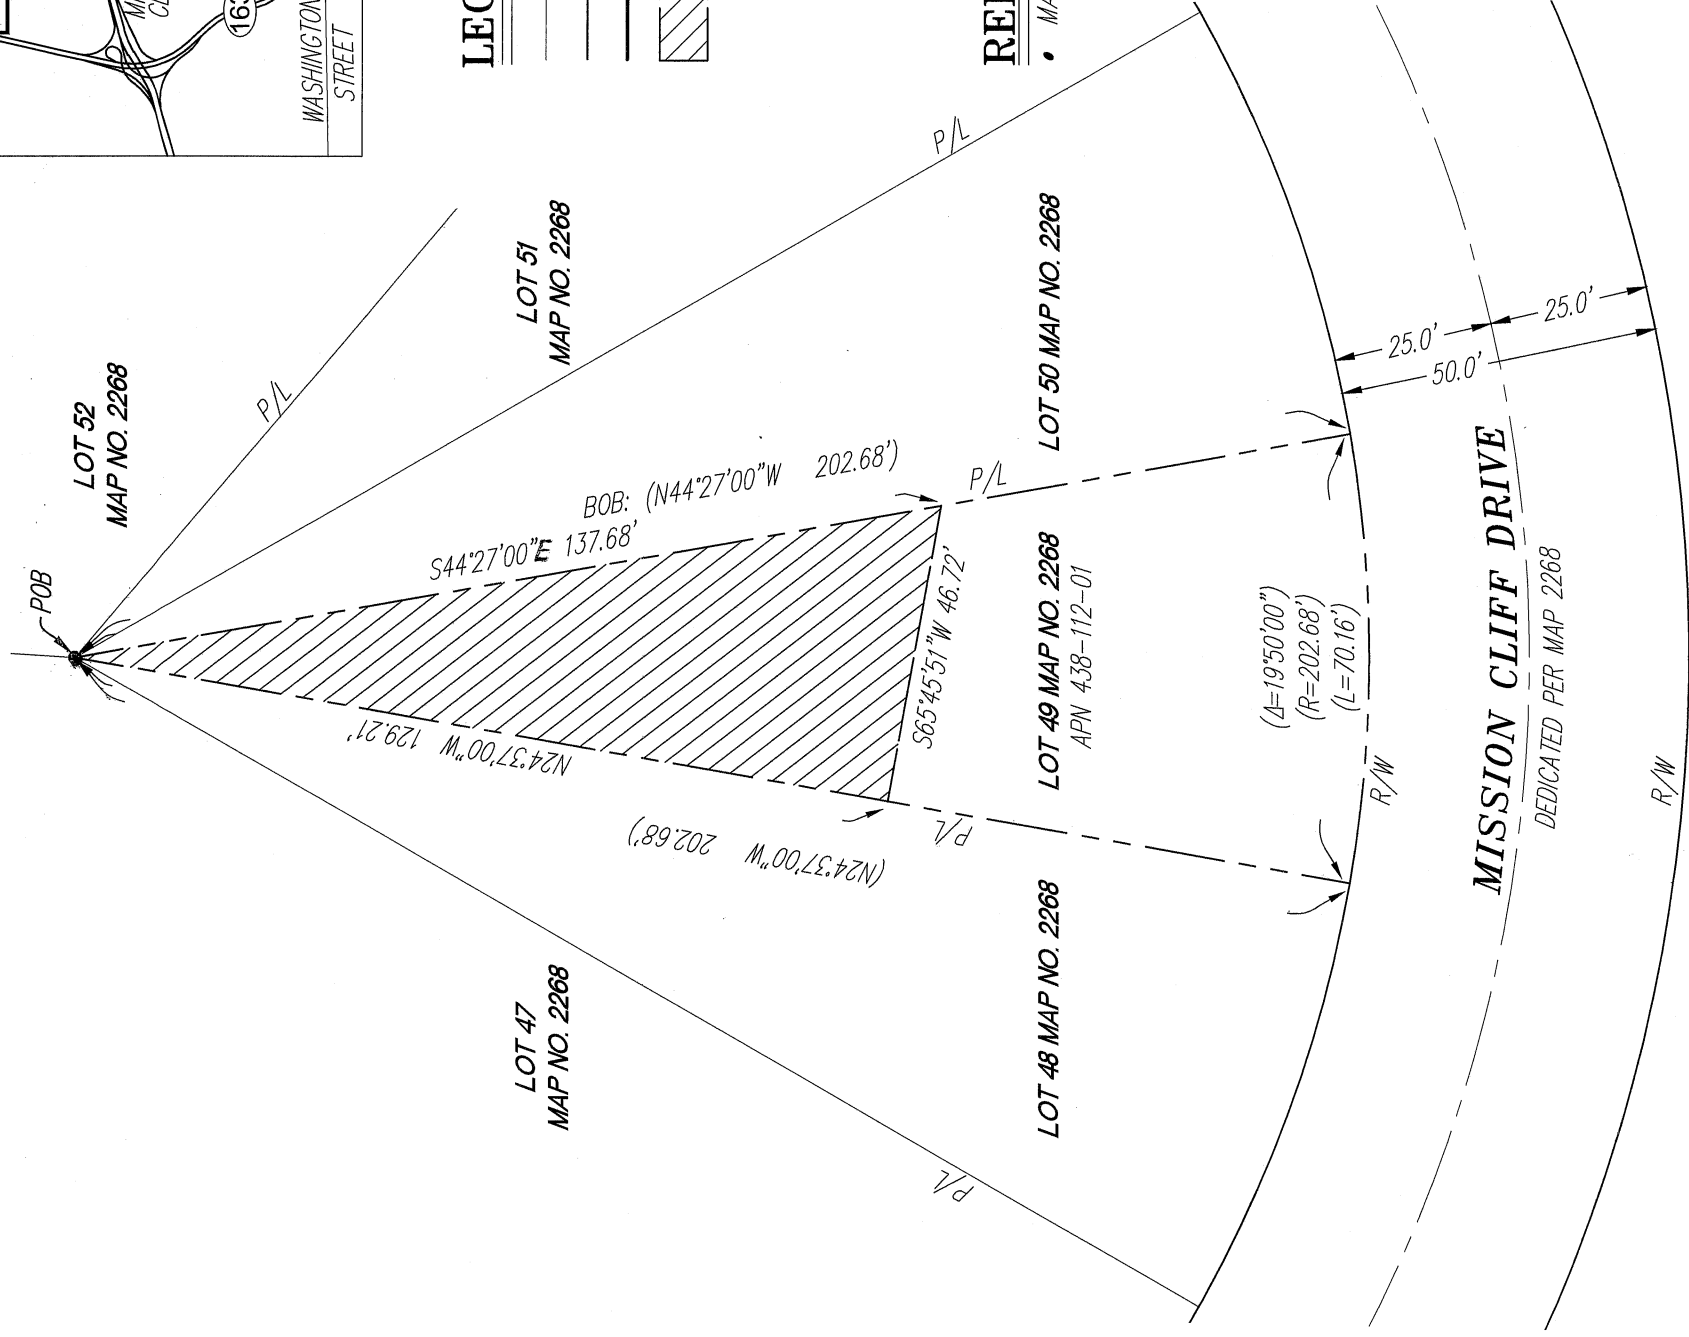 WASHINGTON
STREET
163
LOT 52
MAP NO. 2268
POB
P/L
LOT 51
MAP NO. 2268
P/L
BOB: (N44°27'00"W 202.68')
S44°27'00"E 137.68'
P/L
LOT 50 MAP NO. 2268
25.0'
25.0'
50.0'
N24°37'00"W 129.21'
(N24°37'00"W 202.68')
P/L
S65°45'51"W 46.72'
LOT 49 MAP NO. 2268
APN 438-112-01
(Δ=19°50'00")
(R=202.68')
(L=70.16')
R/W
MISSION CLIFF DRIVE
DEDICATED PER MAP 2268
R/W
LOT 47
MAP NO. 2268
LOT 48 MAP NO. 2268
P/L